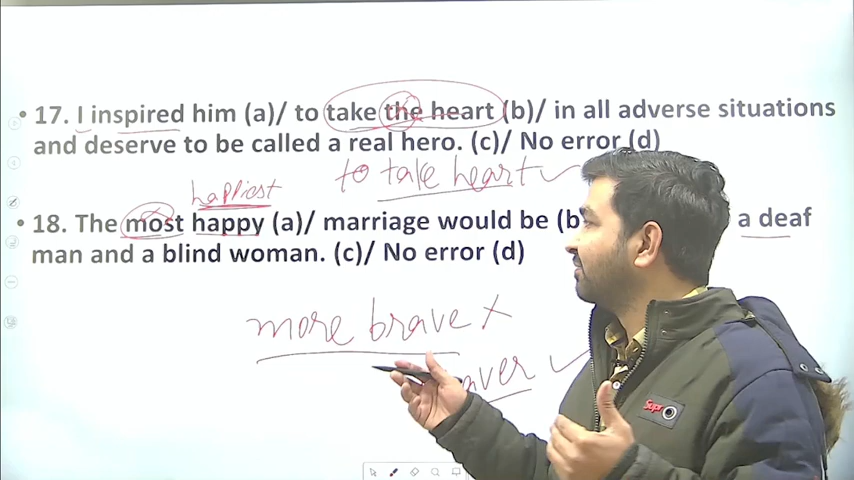 • 17. I inspired him (a)/ to take the heart (b)/ in all adverse situations
and deserve to be called a real hero. (c)/ No error (d)
to take heart
happiest
• 18. The most happy (a)/ marriage would be (b a deaf
man and a blind woman. (c)/ No error (d)
more brave ×
aver
Supr